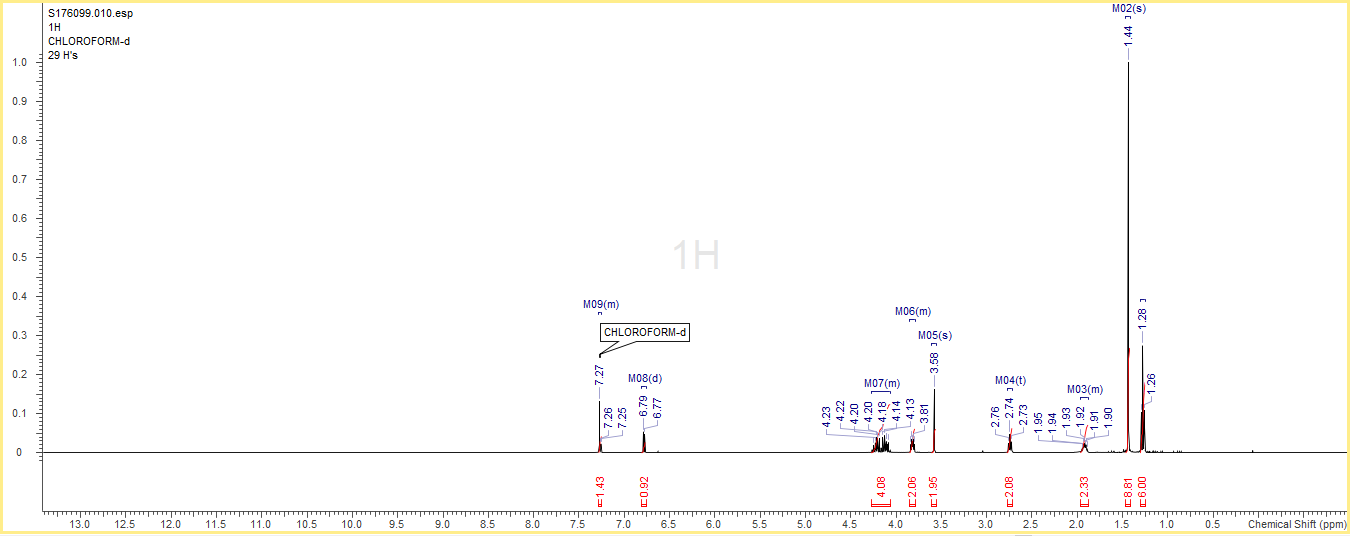 S176099.010.esp
1H
CHLOROFORM-d
29 H's
M02(s)
1.44
1.0
0.9
0.8
0.7
0.6
0.5
0.4
0.3
0.2
0.1
0
1H
M09(m)
CHLOROFORM-d
7.27
7.26
7.25
M08(d)
6.79
6.77
M07(m)
4.23
4.22
4.20
4.20
4.18
4.14
4.13
M06(m)
3.81
M05(s)
3.58
M04(t)
2.76
2.74
2.73
M03(m)
1.95
1.94
1.93
1.92
1.91
1.90
1.28
1.26
1.43 0.92 4.08 2.06 1.95 2.08 2.33 8.81 6.00
13.0 12.5 12.0 11.5 11.0 10.5 10.0 9.5 9.0 8.5 8.0 7.5 7.0 6.5 6.0 5.5 5.0 4.5 4.0 3.5 3.0 2.5 2.0 1.5 1.0 0.5 Chemical Shift (ppm)